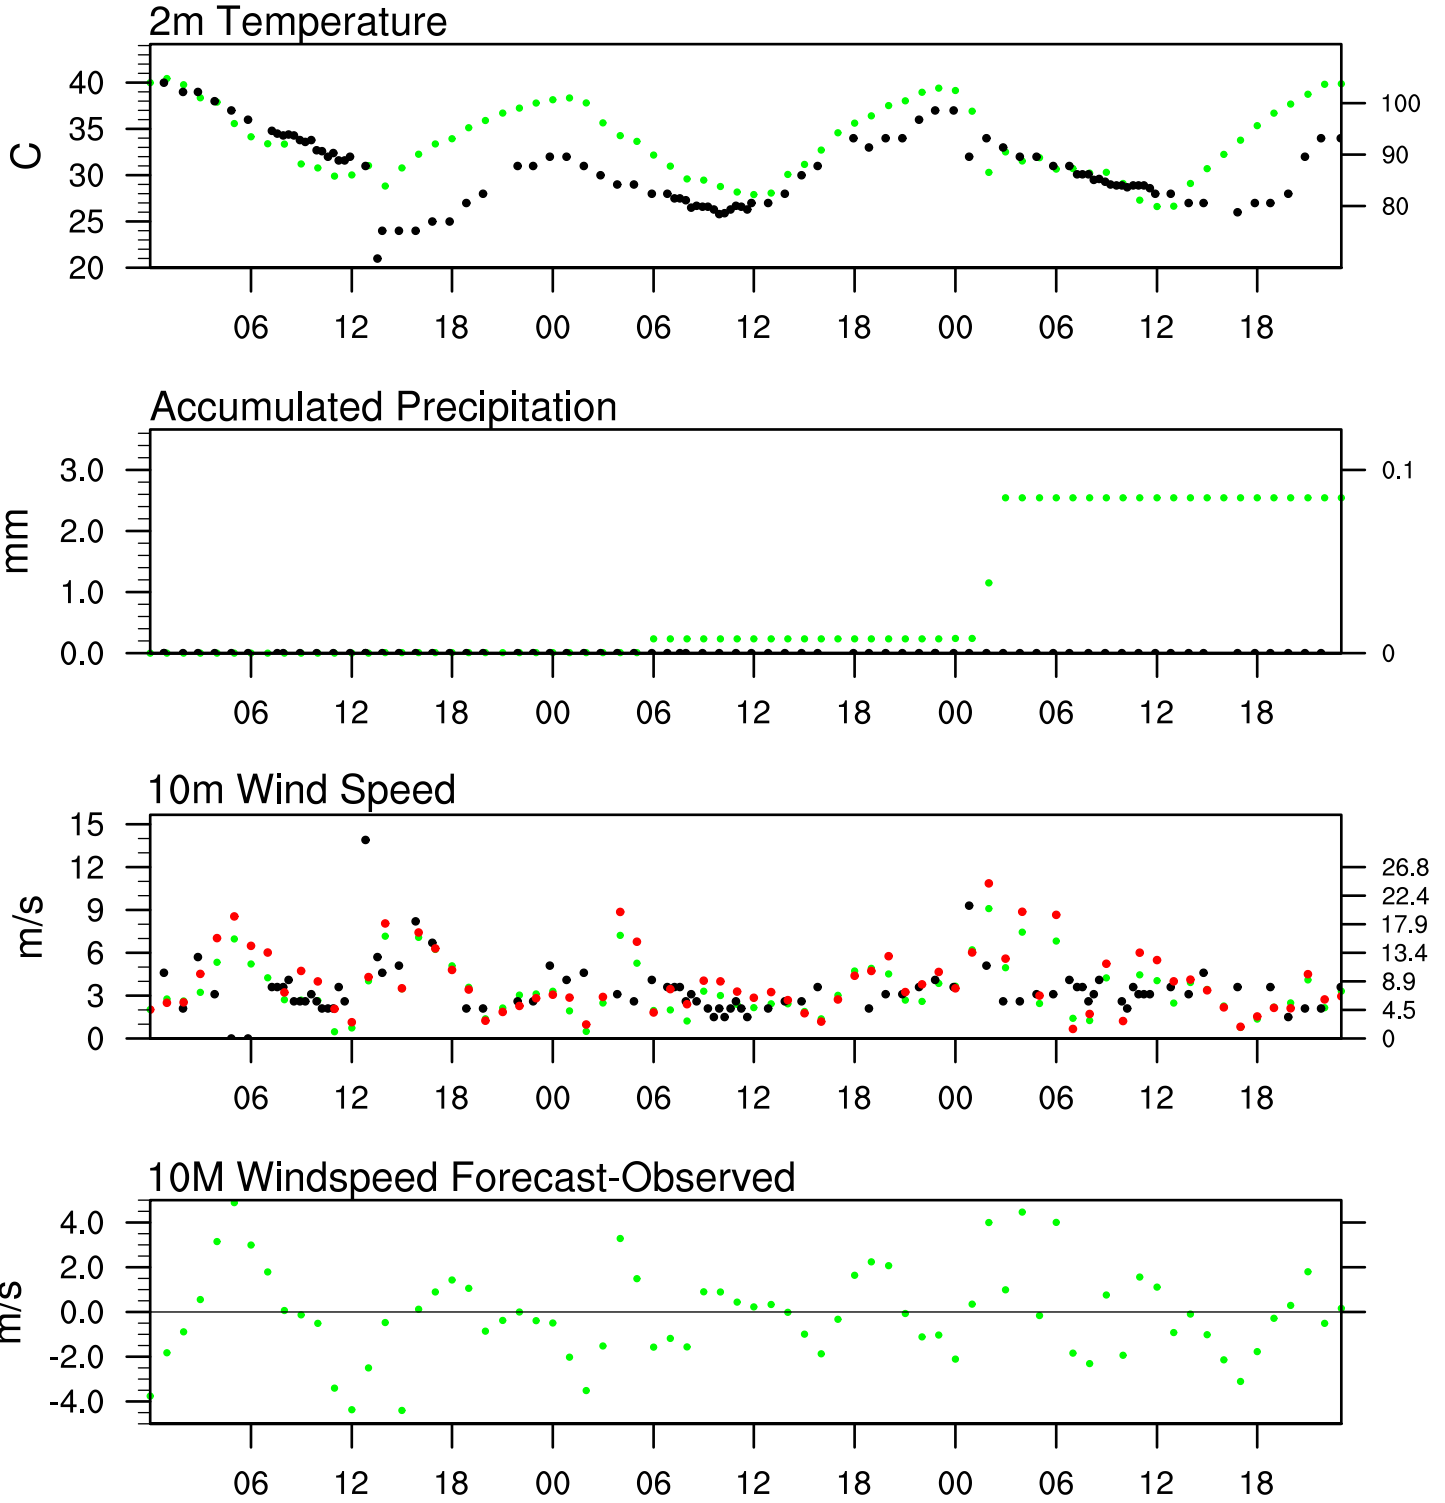 2m Temperature
C
40
35
30
25
20
100
90
80
06 12 18 00 06 12 18 00 06 12 18
Accumulated Precipitation
mm
3.0
2.0
1.0
0.0
0.1
0
06 12 18 00 06 12 18 00 06 12 18
10m Wind Speed
m/s
15
12
9
6
3
0
26.8
22.4
17.9
13.4
8.9
4.5
0
06 12 18 00 06 12 18 00 06 12 18
10M Windspeed Forecast-Observed
m/s
4.0
2.0
0.0
-2.0
-4.0
06 12 18 00 06 12 18 00 06 12 18